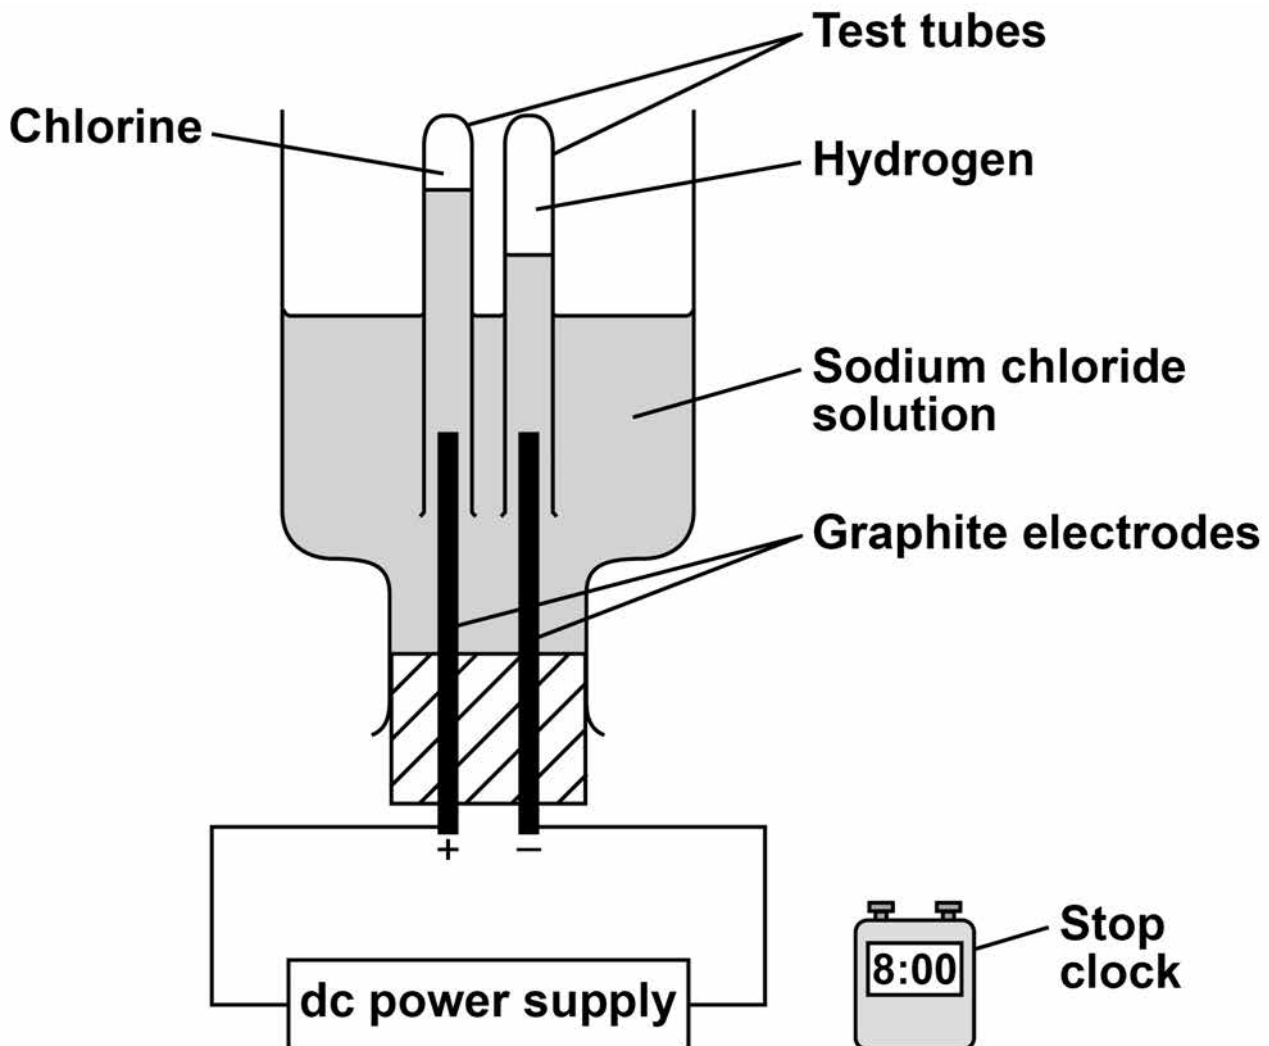 Test tubes
Chlorine
Hydrogen
Sodium chloride
solution
Graphite electrodes
+ −
Stop
clock
8:00
dc power supply